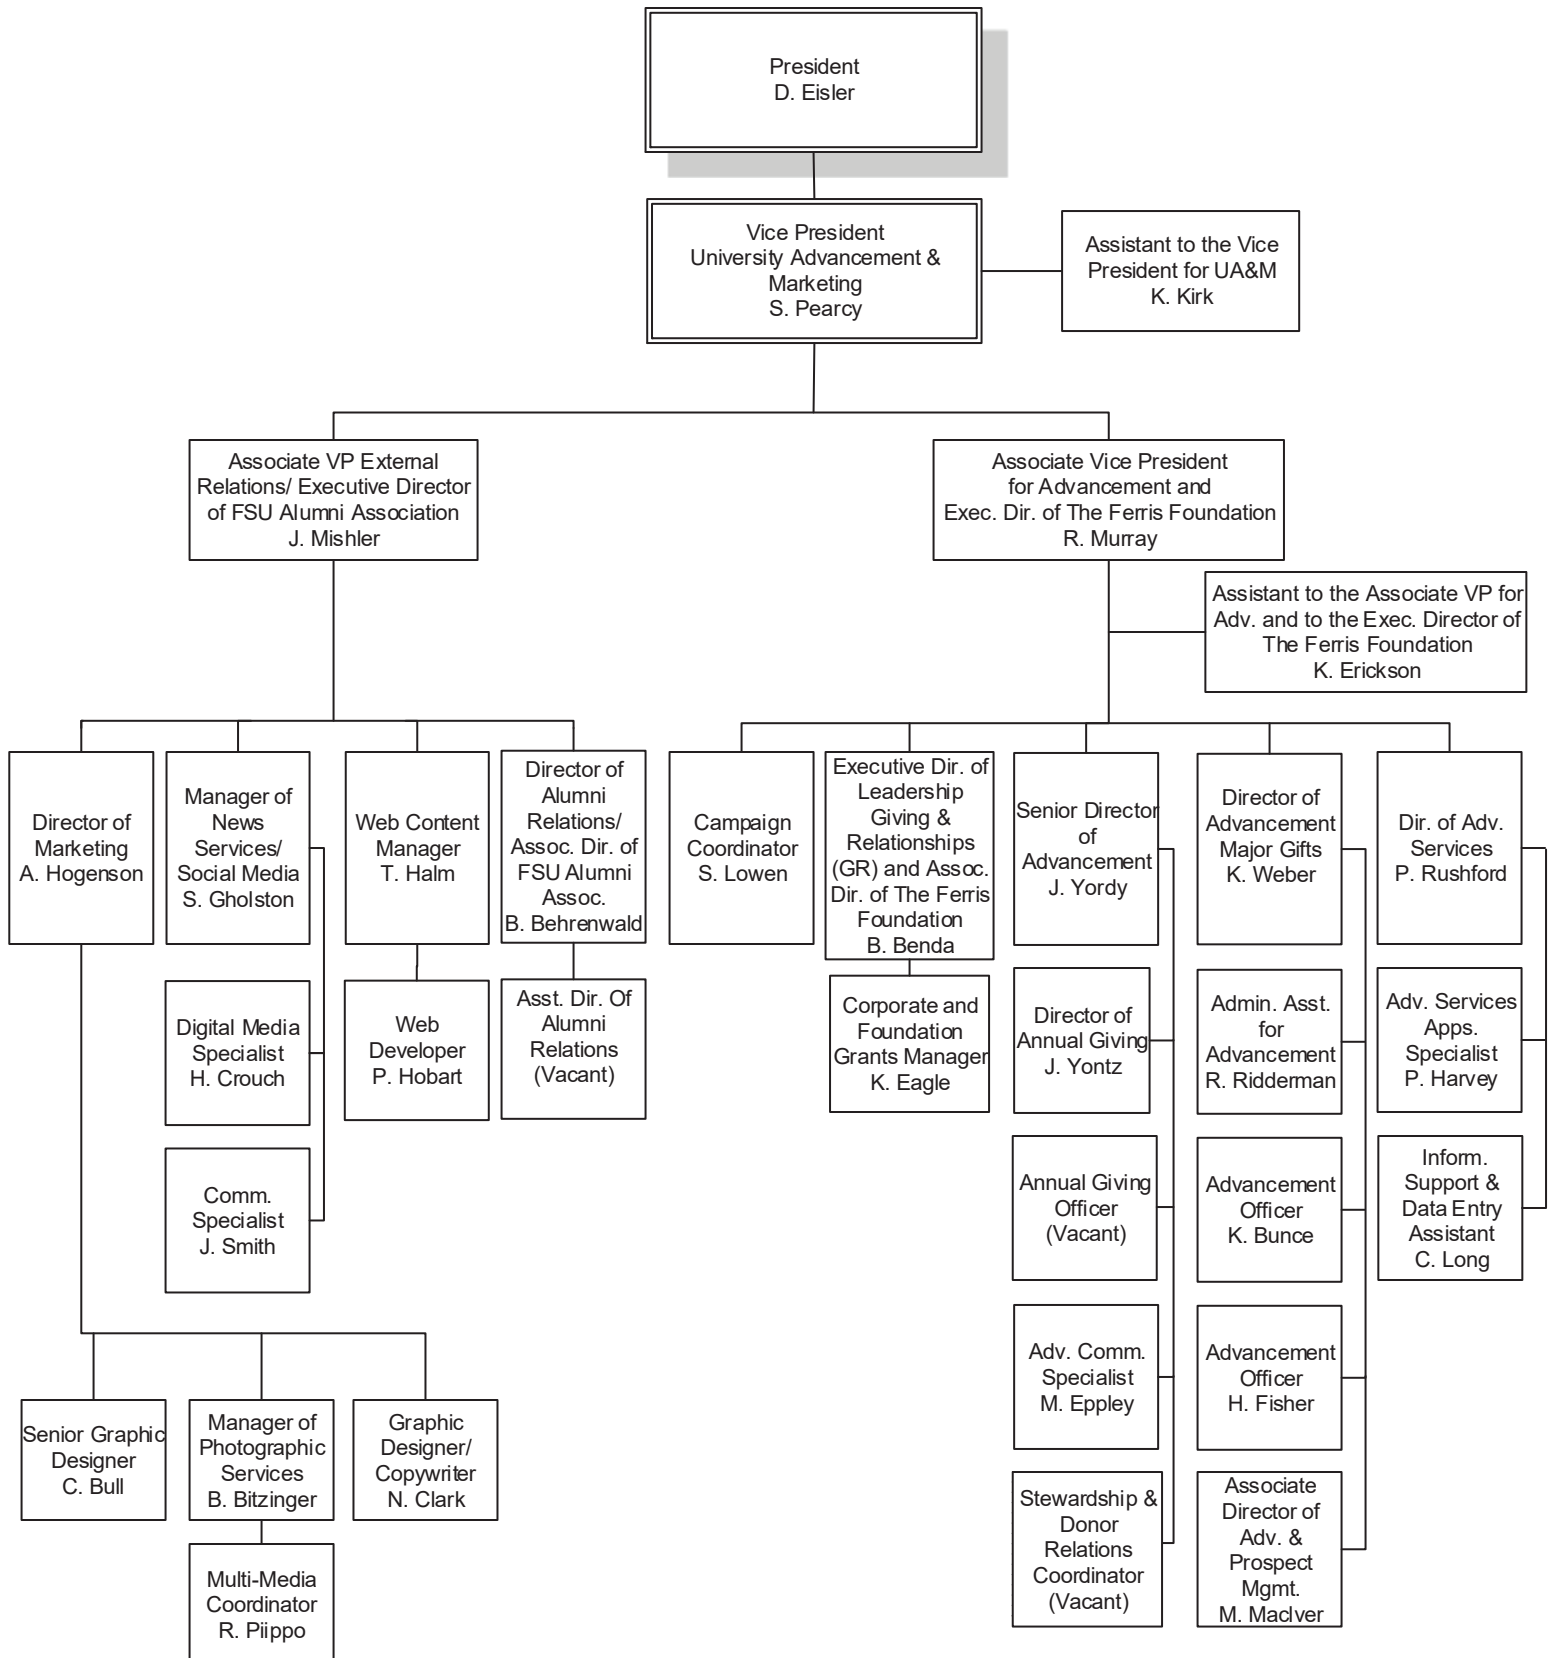 President
D. Eisler
Vice President
University Advancement &
Marketing
S. Pearcy
Assistant to the Vice
President for UA&M
K. Kirk
Associate VP External
Relations/ Executive Director
of FSU Alumni Association
J. Mishler
Associate Vice President
for Advancement and
Exec. Dir. of The Ferris Foundation
R. Murray
Assistant to the Associate VP for
Adv. and to the Exec. Director of
The Ferris Foundation
K. Erickson
Director of
Marketing
A. Hogenson
Manager of
News
Services/
Social Media
S. Gholston
Web Content
Manager
T. Halm
Director of
Alumni
Relations/
Assoc. Dir. of
FSU Alumni
Assoc.
B. Behrenwald
Campaign
Coordinator
S. Lowen
Executive Dir. of
Leadership
Giving &
Relationships
(GR) and Assoc.
Dir. of The Ferris
Foundation
B. Benda
Senior Director
of
Advancement
J. Yordy
Director of
Advancement
Major Gifts
K. Weber
Dir. of Adv.
Services
P. Rushford
Digital Media
Specialist
H. Crouch
Web
Developer
P. Hobart
Asst. Dir. Of
Alumni
Relations
(Vacant)
Corporate and
Foundation
Grants Manager
K. Eagle
Director of
Annual Giving
J. Yontz
Admin. Asst.
for
Advancement
R. Ridderman
Adv. Services
Apps.
Specialist
P. Harvey
Comm.
Specialist
J. Smith
Annual Giving
Officer
(Vacant)
Advancement
Officer
K. Bunce
Inform.
Support &
Data Entry
Assistant
C. Long
Adv. Comm.
Specialist
M. Eppley
Advancement
Officer
H. Fisher
Senior Graphic
Designer
C. Bull
Manager of
Photographic
Services
B. Bitzinger
Graphic
Designer/
Copywriter
N. Clark
Stewardship &
Donor
Relations
Coordinator
(Vacant)
Associate
Director of
Adv. &
Prospect
Mgmt.
M. MacIver
Multi-Media
Coordinator
R. Piippo